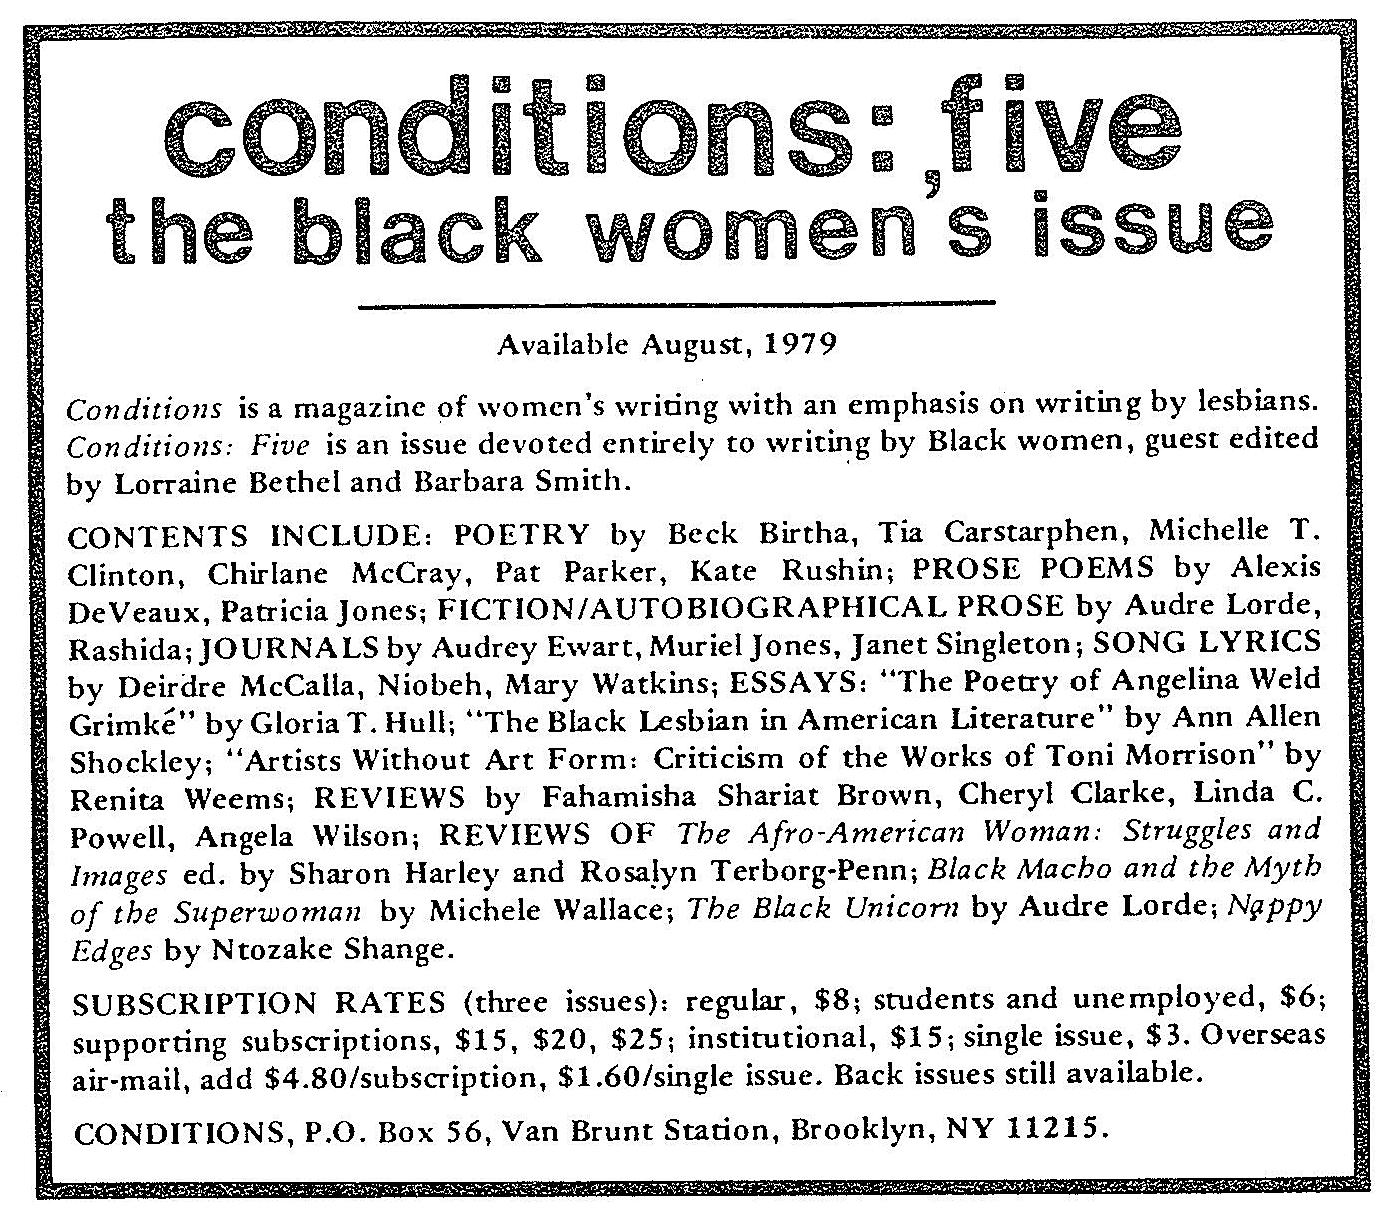 conditions: five
the black women's issue
Available August, 1979
Conditions is a magazine of women's writing with an emphasis on writing by lesbians.
Conditions: Five is an issue devoted entirely to writing by Black women, guest edited
by Lorraine Bethel and Barbara Smith.
CONTENTS INCLUDE: POETRY by Beck Birtha, Tia Carstarphen, Michelle T.
Clinton, Chirlane McCray, Pat Parker, Kate Rushin; PROSE POEMS by Alexis
DeVeaux, Patricia Jones; FICTION/AUTOBIOGRAPHICAL PROSE by Audre Lorde,
Rashida; JOURNALS by Audrey Ewart, Muriel Jones, Janet Singleton; SONG LYRICS
by Deirdre McCalla, Niobeh, Mary Watkins; ESSAYS: "The Poetry of Angelina Weld
Grimké" by Gloria T. Hull; "The Black Lesbian in American Literature" by Ann Allen
Shockley; "Artists Without Art Form: Criticism of the Works of Toni Morrison" by
Renita Weems; REVIEWS by Fahamisha Shariat Brown, Cheryl Clarke, Linda C.
Powell, Angela Wilson; REVIEWS OF The Afro-American Woman: Struggles and
Images ed. by Sharon Harley and Rosalyn Terborg-Penn; Black Macho and the Myth
of the Superwoman by Michele Wallace; The Black Unicorn by Audre Lorde; Nappy
Edges by Ntozake Shange.
SUBSCRIPTION RATES (three issues): regular, $8; students and unemployed, $6;
supporting subscriptions, $15, $20, $25; institutional, $15; single issue, $3. Overseas
air-mail, add $4.80/subscription, $1.60/single issue. Back issues still available.
CONDITIONS, P.O. Box 56, Van Brunt Station, Brooklyn, NY 11215.